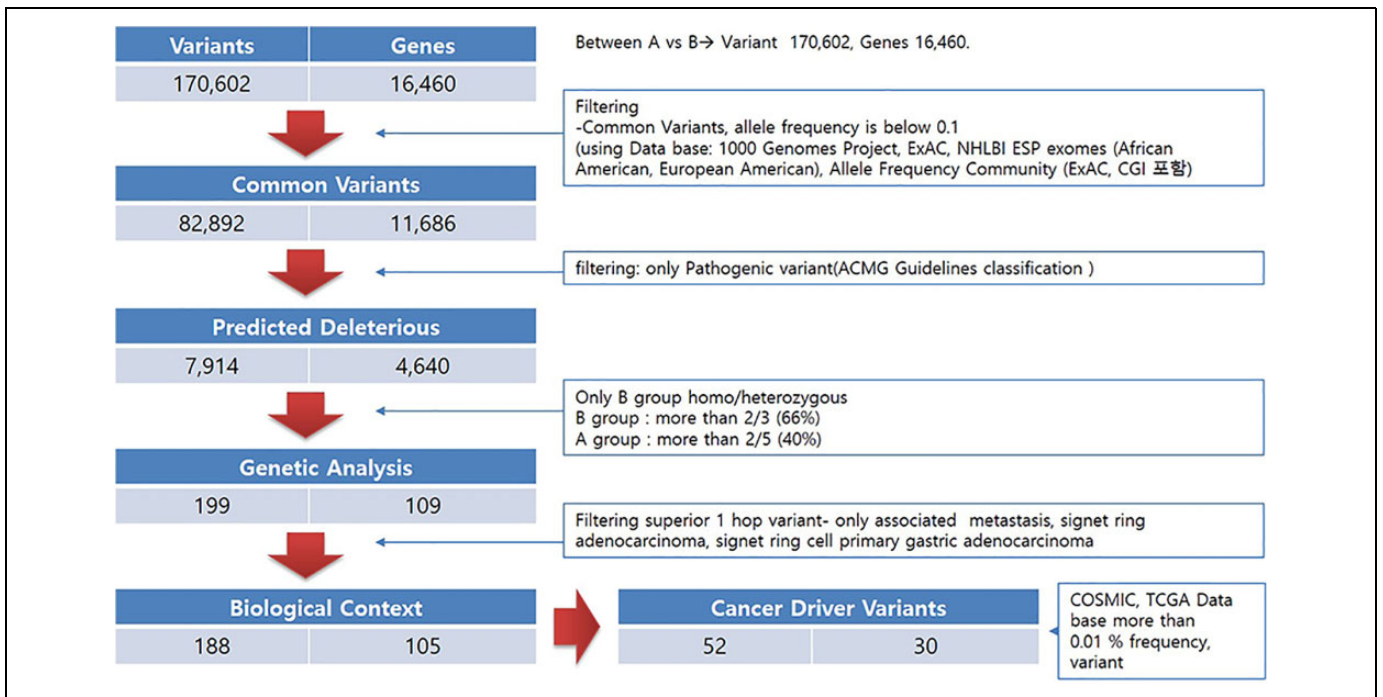 Variants Genes
170,602 16,460
Between A vs B→ Variant 170,602, Genes 16,460.
Filtering
-Common Variants, allele frequency is below 0.1
(using Data base: 1000 Genomes Project, ExAC, NHLBI ESP exomes (African
American, European American), Allele Frequency Community (ExAC, CGI 포함)
Common Variants
82,892 11,686
filtering: only Pathogenic variant(ACMG Guidelines classification )
Predicted Deleterious
7,914 4,640
Only B group homo/heterozygous
B group : more than 2/3 (66%)
A group : more than 2/5 (40%)
Genetic Analysis
199 109
Filtering superior 1 hop variant- only associated metastasis, signet ring
adenocarcinoma, signet ring cell primary gastric adenocarcinoma
Biological Context
188 105
Cancer Driver Variants
52 30
COSMIC, TCGA Data
base more than
0.01 % frequency,
variant